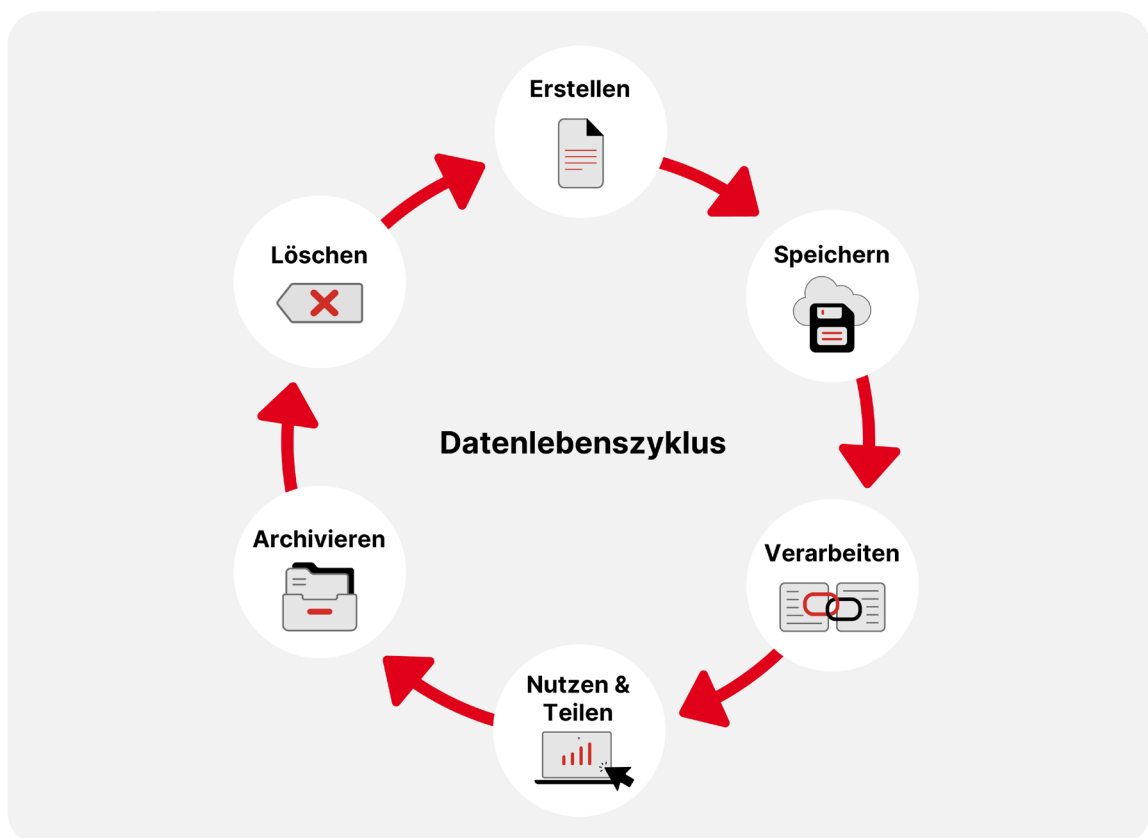 Erstellen
Speichern
Verarbeiten
Nutzen &
Teilen
Archivieren
Löschen
Datenlebenszyklus